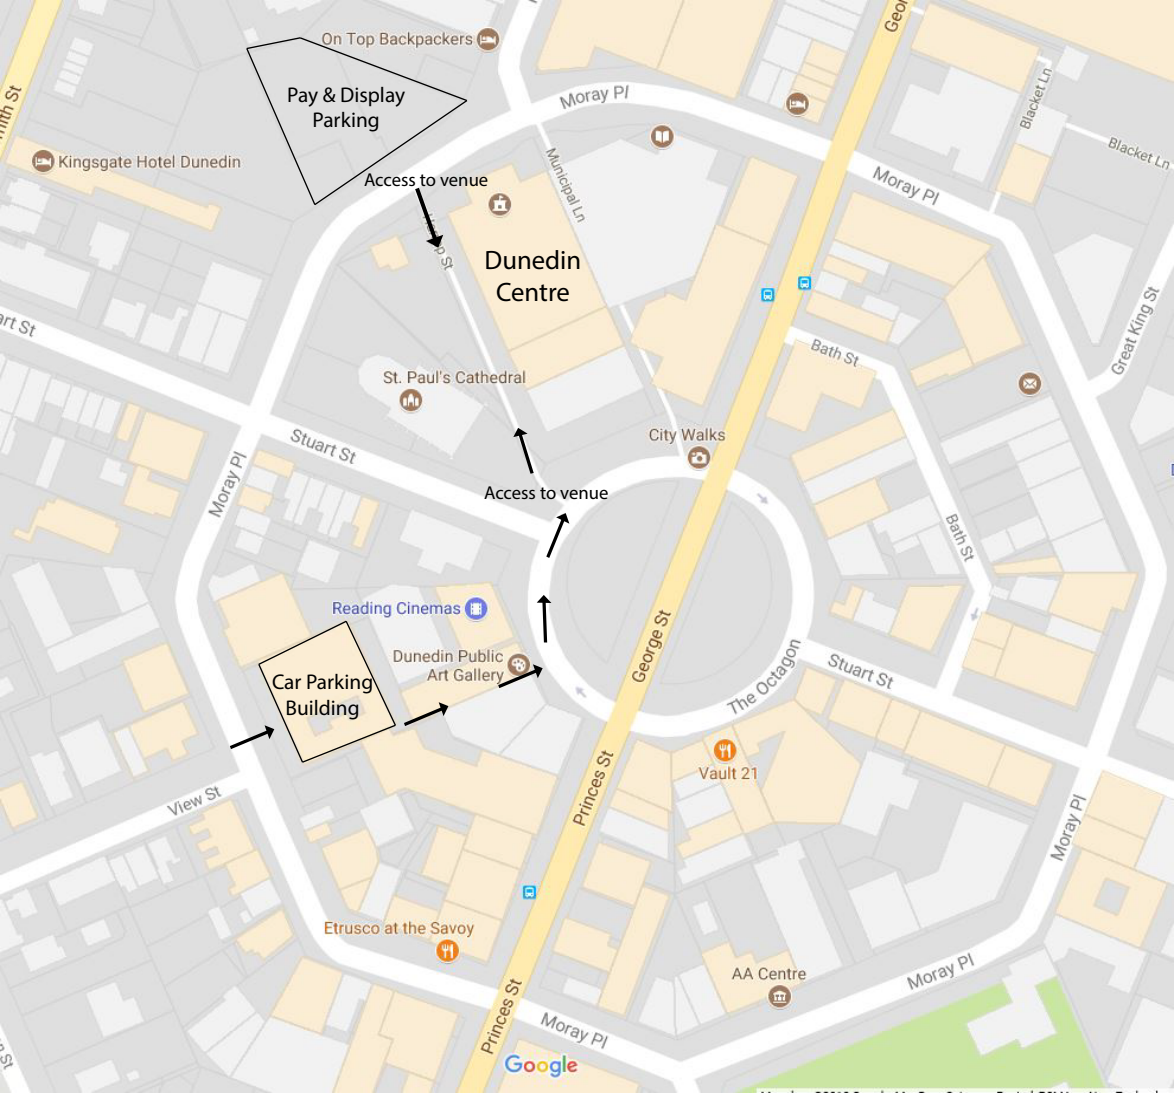 On Top Backpackers
Pay & Display
Parking
Moray Pl
Blacket Ln
Blacket Ln
Kingsgate Hotel Dunedin
Access to venue
Municipal Ln
Moray Pl
Dunedin
Centre
Great King St
Bath St
St. Paul's Cathedral
City Walks
Stuart St
Moray Pl
Access to venue
Bath St
Reading Cinemas
George St
Dunedin Public
Art Gallery
Car Parking
Building
Stuart St
The Octagon
Vault 21
Princes St
View St
Moray Pl
Etrusco at the Savoy
AA Centre
Moray Pl
Princes St
Moray Pl
Google